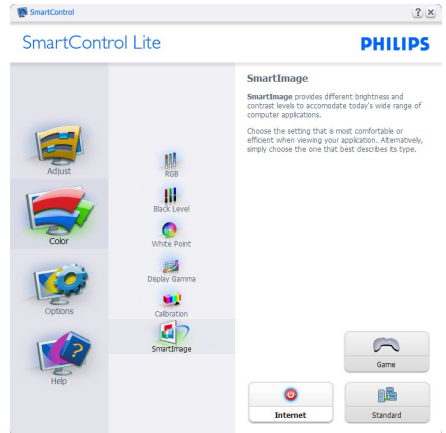 SmartControl
SmartControl Lite
PHILIPS
Adjust
Color
Options
Help
RGB
Black Level
White Point
Display Gamma
Calibration
SmartImage
SmartImage
SmartImage provides different brightness and
contrast levels to accomodate today's wide range of
computer applications.
Choose the setting that is most comfortable or
efficient when viewing your application. Alternatively,
simply choose the one that best describes its type.
Game
Internet
Standard